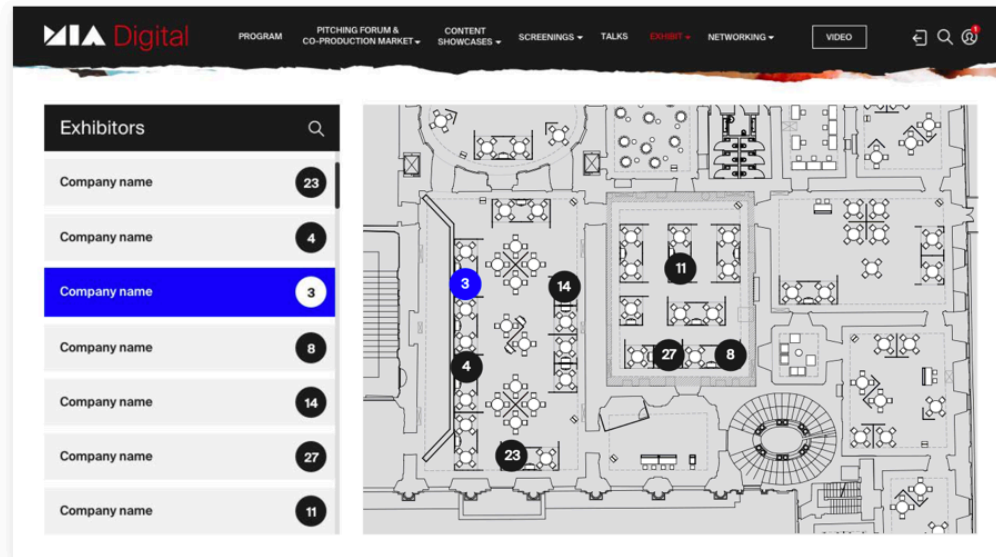 MIA Digital
PROGRAM
PITCHING FORUM &
CO-PRODUCTION MARKET
CONTENT
SHOWCASES
SCREENINGS
TALKS
EXHIBIT
NETWORKING
VIDEO
1
Exhibitors
Company name 23
Company name 4
Company name 3
Company name 8
Company name 14
Company name 27
Company name 11
3
14
11
4
27
8
23